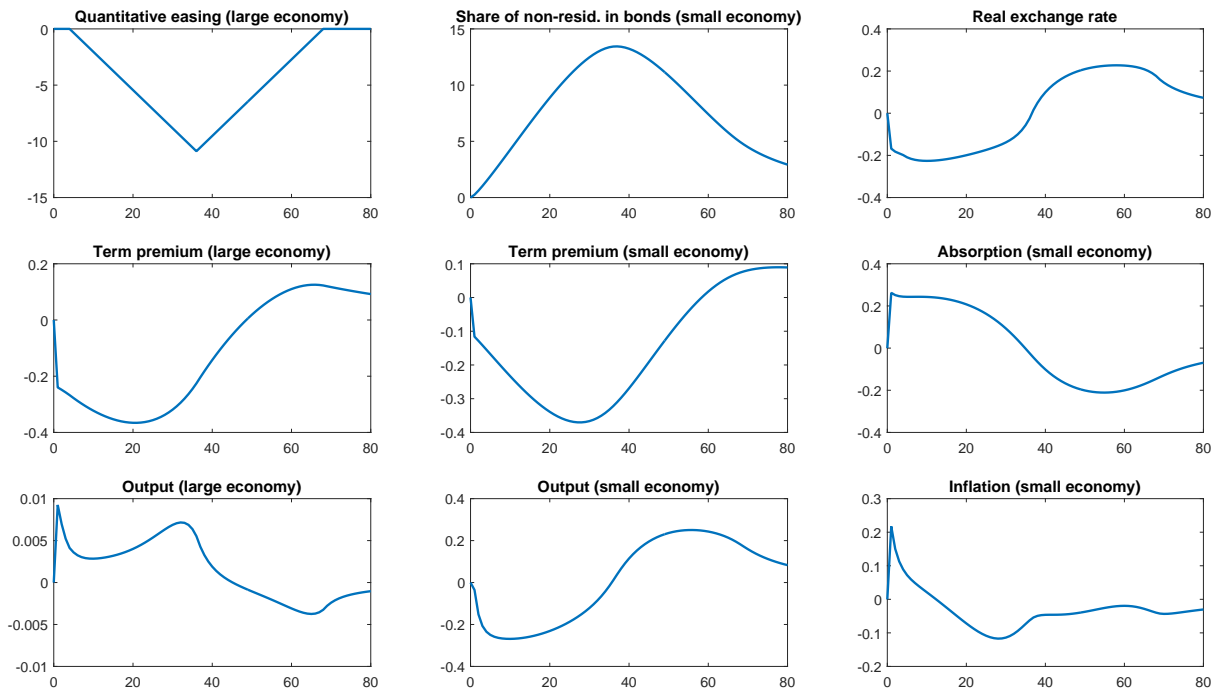 Quantitative easing (large economy)
0
-5
-10
-15
0 20 40 60 80
Share of non-resid. in bonds (small economy)
15
10
5
0
0 20 40 60 80
Real exchange rate
0.4
0.2
0
-0.2
-0.4
0 20 40 60 80
Term premium (large economy)
0.2
0
-0.2
-0.4
0 20 40 60 80
Term premium (small economy)
0.1
0
-0.1
-0.2
-0.3
-0.4
0 20 40 60 80
Absorption (small economy)
0.4
0.2
0
-0.2
-0.4
0 20 40 60 80
Output (large economy)
0.01
0.005
0
-0.005
-0.01
0 20 40 60 80
Output (small economy)
0.4
0.2
0
-0.2
-0.4
0 20 40 60 80
Inflation (small economy)
0.3
0.2
0.1
0
-0.1
-0.2
0 20 40 60 80